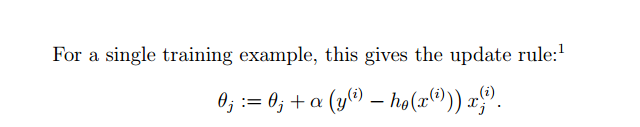 For a single training example, this gives the update rule:¹
θⱼ := θⱼ + α (y⁽ⁱ⁾ − h_θ(x⁽ⁱ⁾)) xⱼ⁽ⁱ⁾.